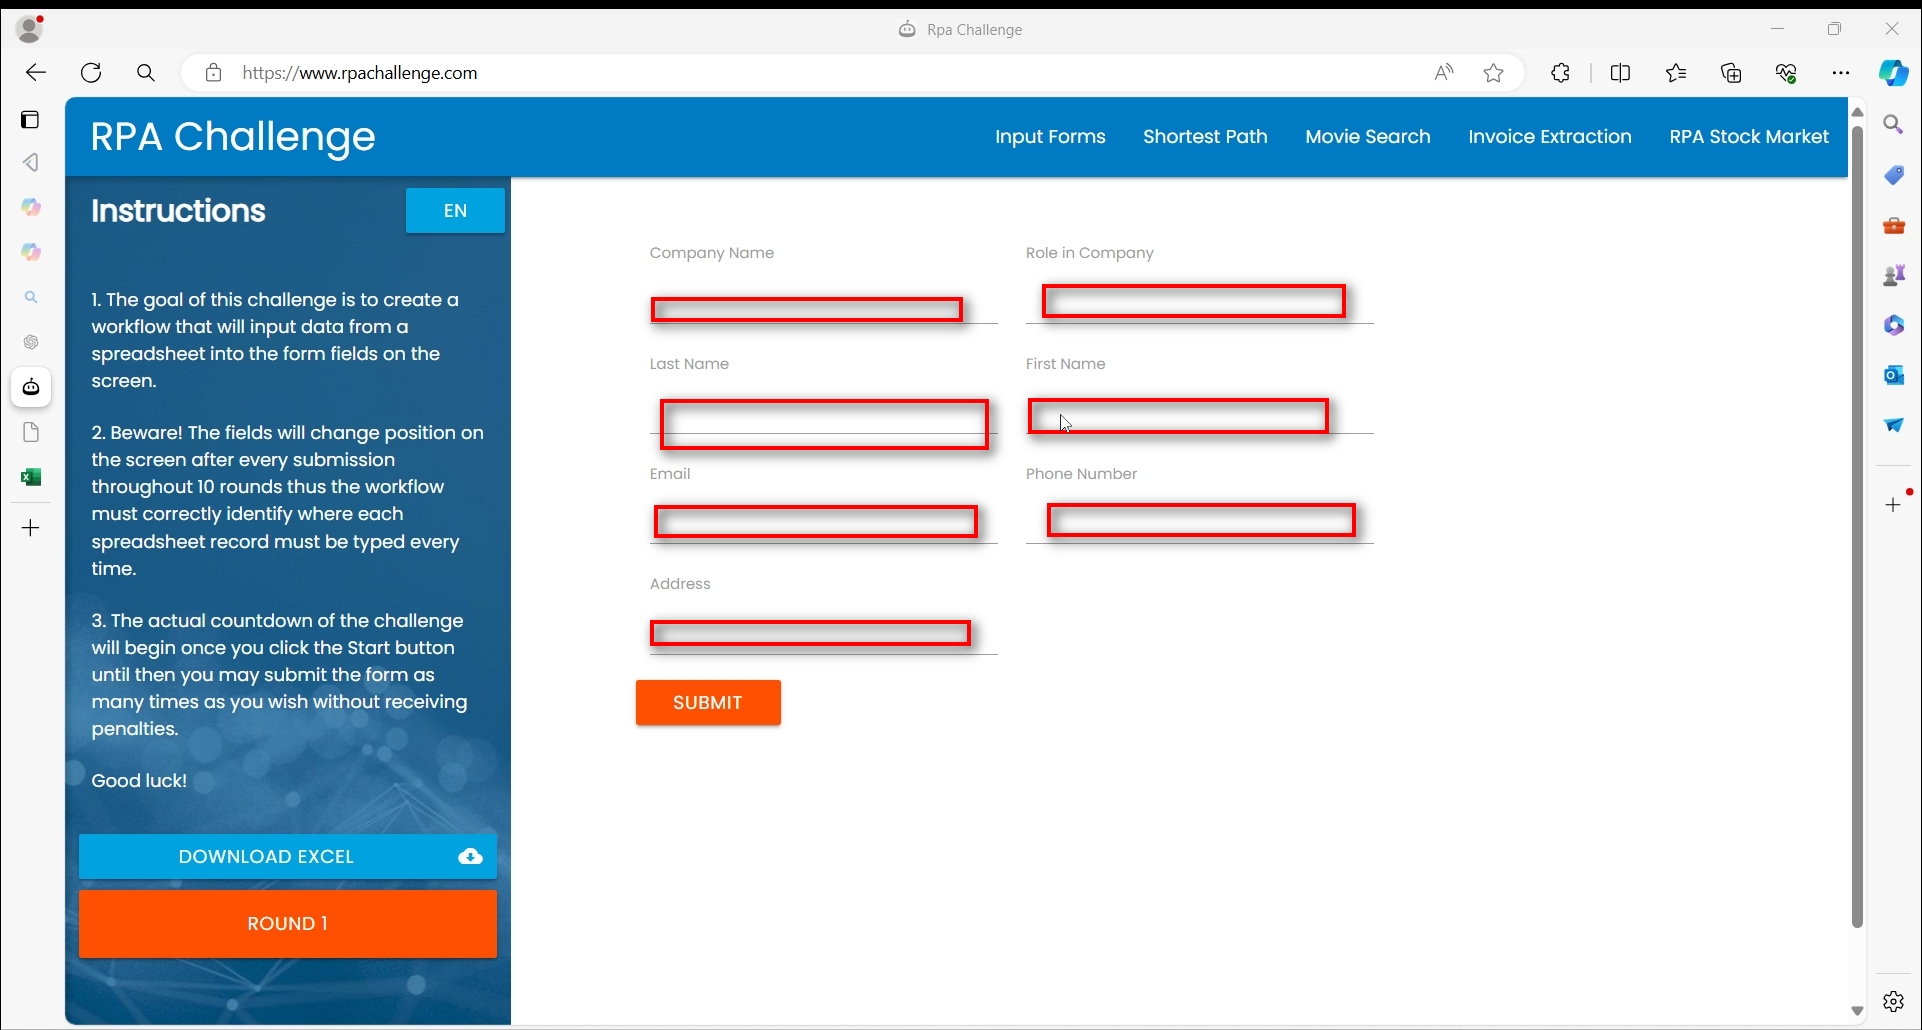 Rpa Challenge
https://www.rpachallenge.com
RPA Challenge
Input Forms
Shortest Path
Movie Search
Invoice Extraction
RPA Stock Market
Instructions
EN
1. The goal of this challenge is to create a
workflow that will input data from a
spreadsheet into the form fields on the
screen.
2. Beware! The fields will change position on
the screen after every submission
throughout 10 rounds thus the workflow
must correctly identify where each
spreadsheet record must be typed every
time.
3. The actual countdown of the challenge
will begin once you click the Start button
until then you may submit the form as
many times as you wish without receiving
penalties.
Good luck!
DOWNLOAD EXCEL
ROUND 1
Company Name
Role in Company
Last Name
First Name
Email
Phone Number
Address
SUBMIT